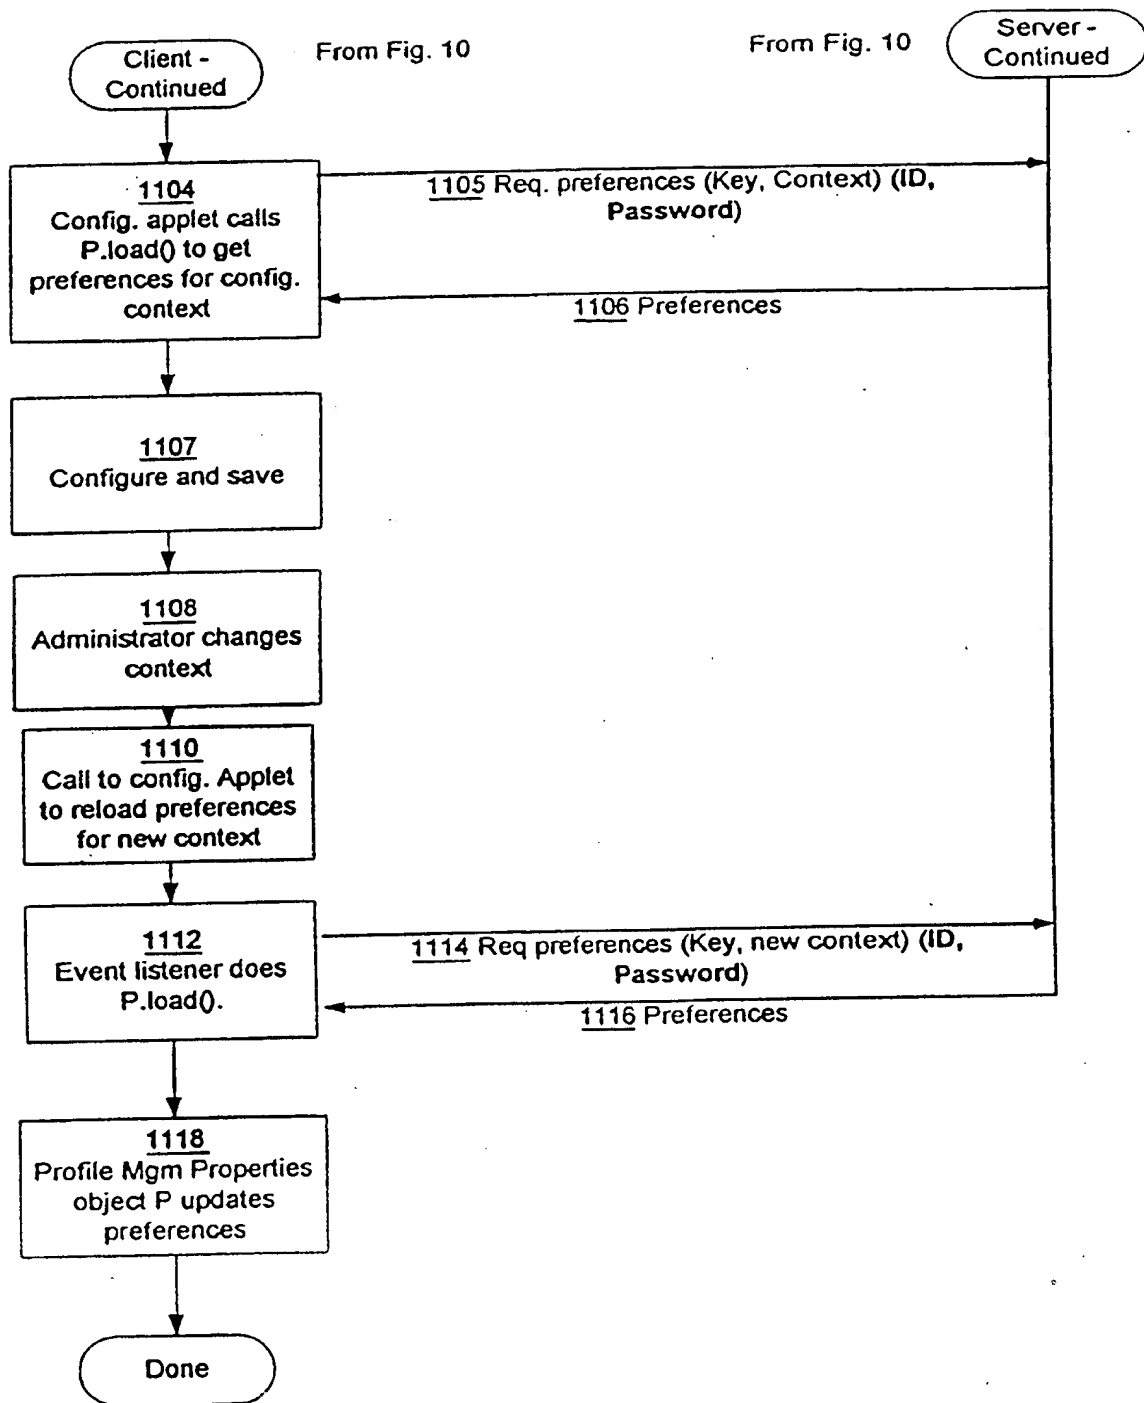 Client -
Continued
From Fig. 10
From Fig. 10
Server -
Continued
1104
Config. applet calls
P.load() to get
preferences for config.
context
1105 Req. preferences (Key, Context) (ID,
Password)
1106 Preferences
1107
Configure and save
1108
Administrator changes
context
1110
Call to config. Applet
to reload preferences
for new context
1112
Event listener does
P.load().
1114 Req preferences (Key, new context) (ID,
Password)
1116 Preferences
1118
Profile Mgm Properties
object P updates
preferences
Done